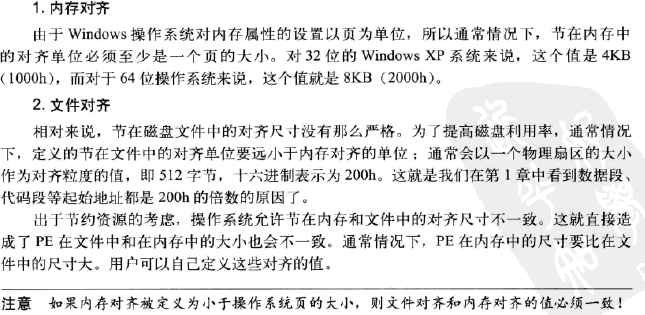 1. 内存对齐
由于 Windows 操作系统对内存属性的设置以页为单位，所以通常情况下，节在内存中
的对齐单位必须至少是一个页的大小。对 32 位的 Windows XP 系统来说，这个值是 4KB
（1000h），而对于 64 位操作系统来说，这个值就是 8KB（2000h）。
2. 文件对齐
相对来说，节在磁盘文件中的对齐尺寸没有那么严格。为了提高磁盘利用率，通常情况
下，定义的节在文件中的对齐单位要远小于内存对齐的单位；通常会以一个物理扇区的大小
作为对齐粒度的值，即 512 字节，十六进制表示为 200h。这就是我们在第 1 章中看到数据段、
代码段等起始地址都是 200h 的倍数的原因了。
出于节约资源的考虑，操作系统允许节在内存和文件中的对齐尺寸不一致。这就直接造
成了 PE 在文件中和在内存中的大小也会不一致。通常情况下，PE 在内存中的尺寸要比在文
件中的尺寸大。用户可以自己定义这些对齐的值。
注意 如果内存对齐被定义为小于操作系统页的大小，则文件对齐和内存对齐的值必须一致！